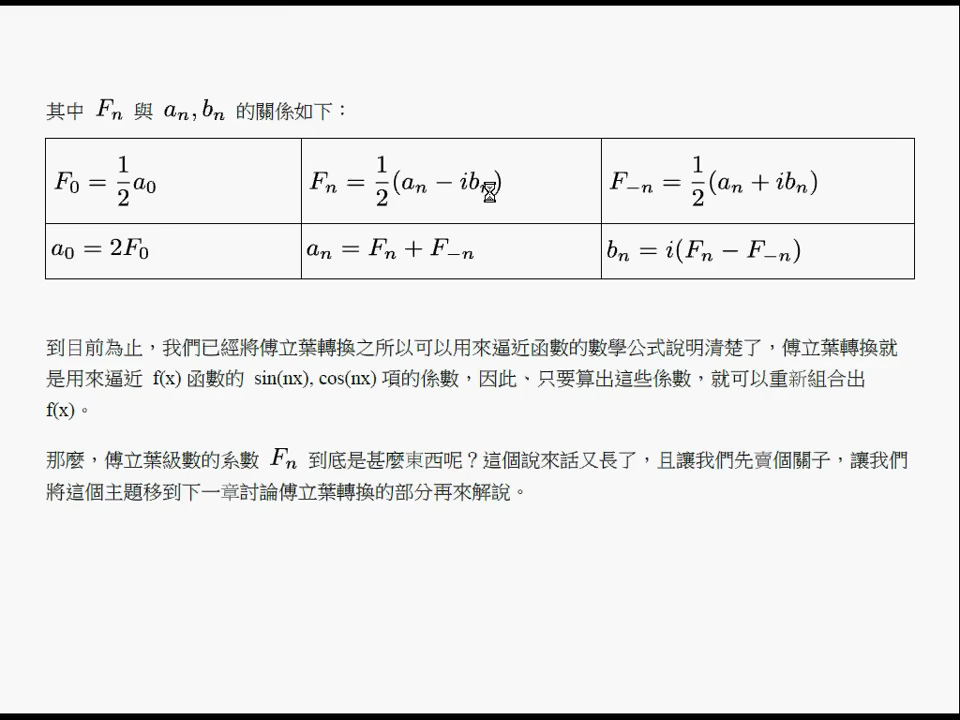 其中 Fₙ 與 aₙ, bₙ 的關係如下：
F₀ = 1/2 a₀ Fₙ = 1/2 (aₙ − ibₙ) F₋ₙ = 1/2 (aₙ + ibₙ)
a₀ = 2F₀ aₙ = Fₙ + F₋ₙ bₙ = i(Fₙ − F₋ₙ)
到目前為止，我們已經將傅立葉轉換之所以可以用來逼近函數的數學公式說明清楚了，傅立葉轉換就
是用來逼近 f(x) 函數的 sin(nx), cos(nx) 項的係數，因此、只要算出這些係數，就可以重新組合出
f(x)。
那麼，傅立葉級數的系數 Fₙ 到底是甚麼東西呢？這個說來話又長了，且讓我們先賣個關子，讓我們
將這個主題移到下一章討論傅立葉轉換的部分再來解說。